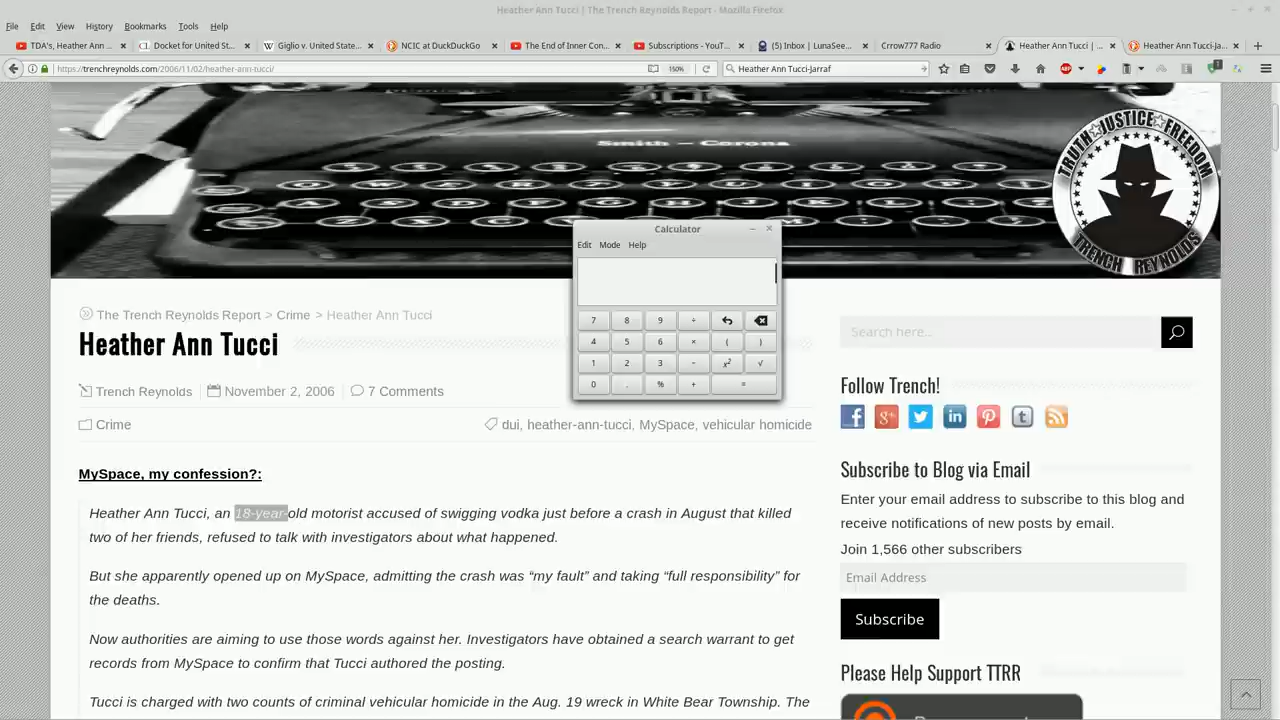 Heather Ann Tucci | The Trench Reynolds Report - Mozilla Firefox
File Edit View History Bookmarks Tools Help
TDA's, Heather Ann ... × Docket for United St... × Giglio v. United State... × NCIC at DuckDuckGo × The End of Inner Con... × Subscriptions - YouT... × (5) Inbox | LunaSee... × Crrow777 Radio × Heather Ann Tucci | ... × Heather Ann Tucci-Ja... × +
https://trenchreynolds.com/2006/11/02/heather-ann-tucci/ 150% Heather Ann Tucci-Jarraf ABP 1
Smith - Corona
TRUTH☆JUSTICE☆FREEDOM
TRENCH REYNOLDS
Calculator
Edit Mode Help
7 8 9 ÷
4 5 6 × ( )
1 2 3 − x² √
0 . % + =
The Trench Reynolds Report > Crime > Heather Ann Tucci
Heather Ann Tucci
Trench Reynolds November 2, 2006 7 Comments
Crime dui, heather-ann-tucci, MySpace, vehicular homicide
MySpace, my confession?:
Heather Ann Tucci, an 18-year-old motorist accused of swigging vodka just before a crash in August that killed
two of her friends, refused to talk with investigators about what happened.
But she apparently opened up on MySpace, admitting the crash was “my fault” and taking “full responsibility” for
the deaths.
Now authorities are aiming to use those words against her. Investigators have obtained a search warrant to get
records from MySpace to confirm that Tucci authored the posting.
Tucci is charged with two counts of criminal vehicular homicide in the Aug. 19 wreck in White Bear Township. The
Search here...
Follow Trench!
Subscribe to Blog via Email
Enter your email address to subscribe to this blog and
receive notifications of new posts by email.
Join 1,566 other subscribers
Email Address
Subscribe
Please Help Support TTRR